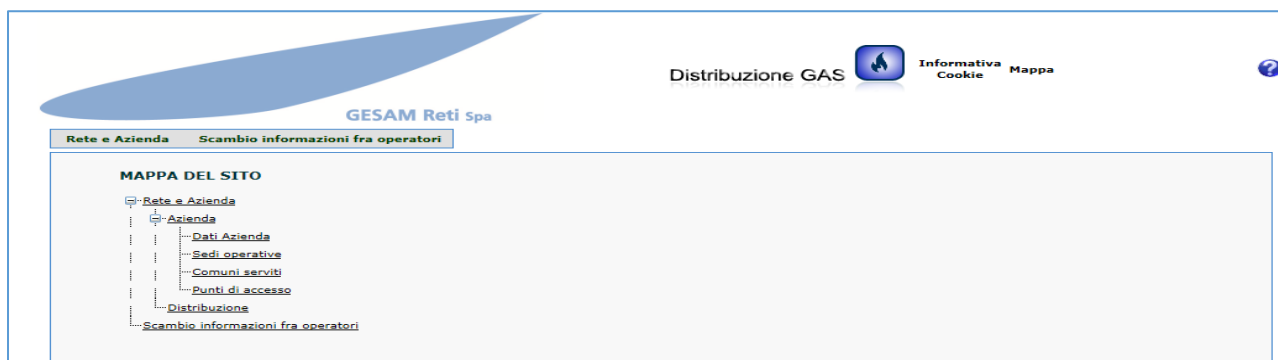 Distribuzione GAS
Informativa
Cookie
Mappa
GESAM Reti Spa
Rete e Azienda
Scambio informazioni fra operatori
MAPPA DEL SITO
Rete e Azienda
Azienda
Dati Azienda
Sedi operative
Comuni serviti
Punti di accesso
Distribuzione
Scambio informazioni fra operatori